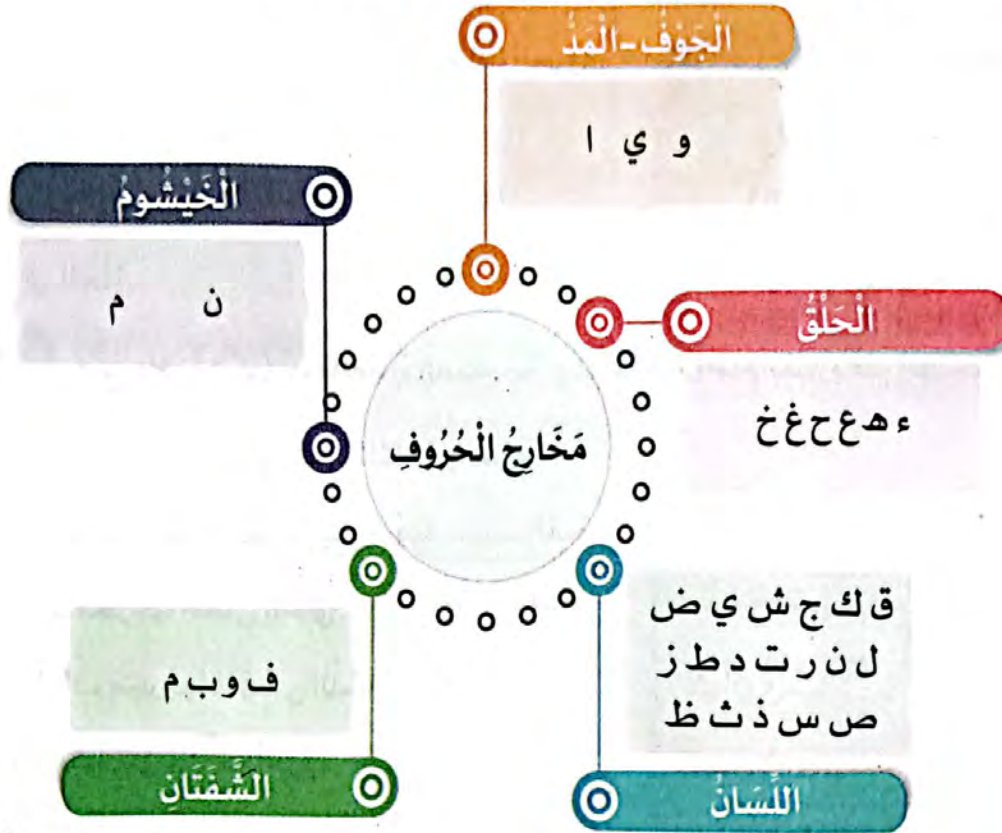 الْجَوْفُ-الْمَدُّ
و ي ا
الْحَلْقُ
ء ه ع ح غ خ
اللِّسَانُ
ق ك ج ش ي ض
ل ن ر ت د ط ز
ص س ذ ث ظ
الشَّفَتَانِ
ف و ب م
الْخَيْشُومُ
ن م
مَخَارِجُ الْحُرُوفِ